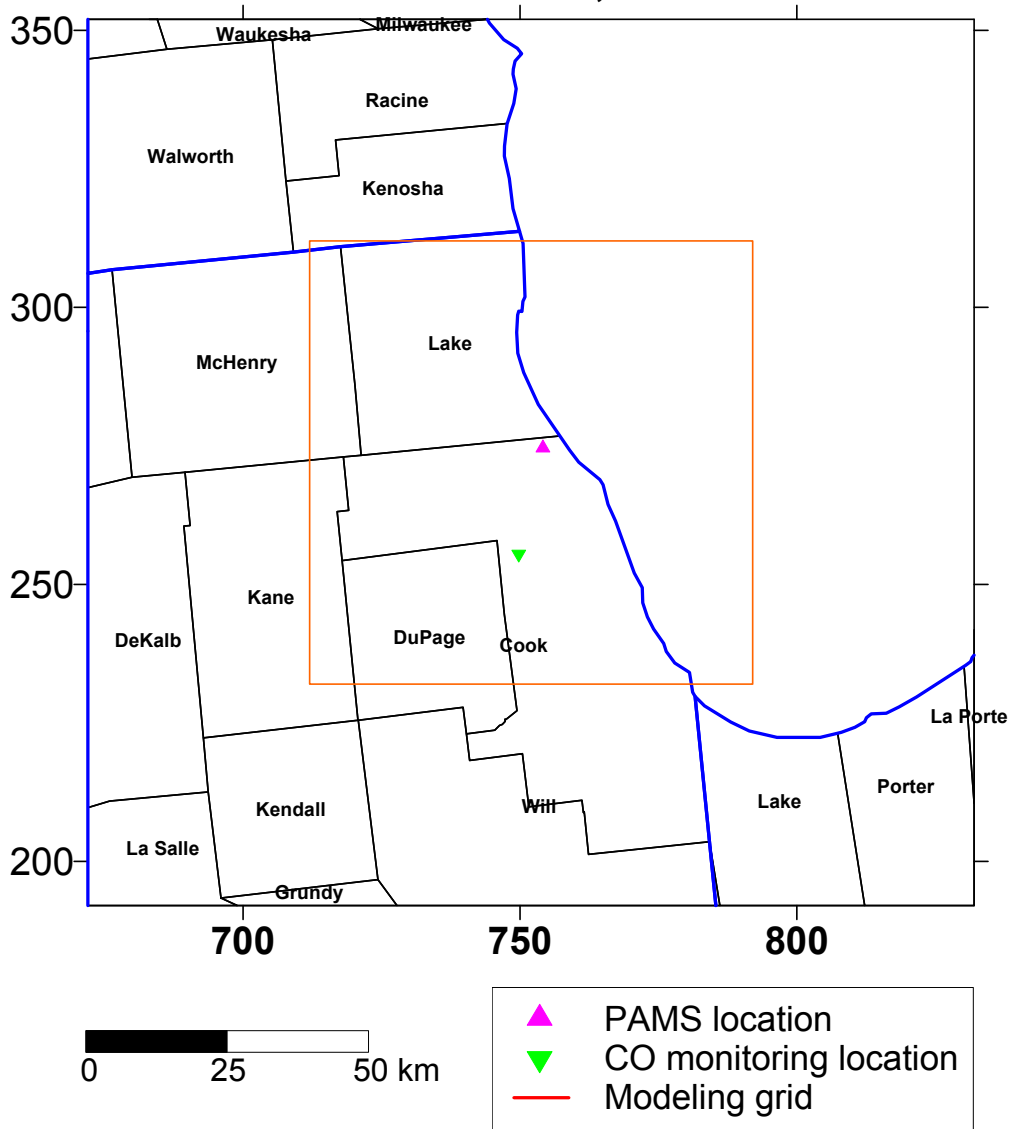 350
Waukesha
Milwaukee
Racine
Walworth
Kenosha
300
Lake
McHenry
250
Kane
DeKalb
DuPage
Cook
La Porte
Porter
Lake
Kendall
Will
200
La Salle
Grundy
700 750 800
PAMS location
CO monitoring location
Modeling grid
0 25 50 km